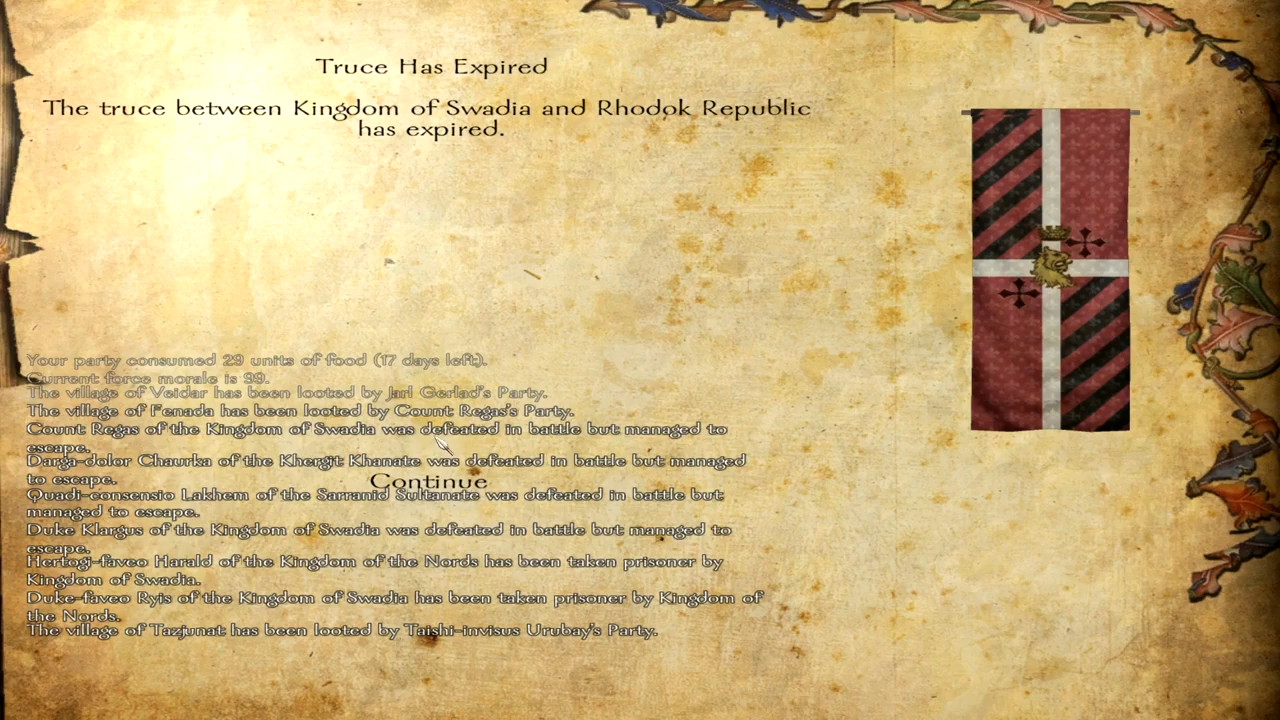 Truce Has Expired
The truce between Kingdom of Swadia and Rhodok Republic
has expired.
Your party consumed 29 units of food (17 days left).
Current force morale is 99.
The village of Veidar has been looted by Jarl Gerlad's Party.
The village of Fenada has been looted by Count Regas's Party.
Count Regas of the Kingdom of Swadia was defeated in battle but managed to
escape.
Darga-dolor Chaurka of the Khergit Khanate was defeated in battle but managed
to escape.
Continue
Quadi-consensio Lakhem of the Sarranid Sultanate was defeated in battle but
managed to escape.
Duke Klargus of the Kingdom of Swadia was defeated in battle but managed to
escape.
Hertogi-faveo Harald of the Kingdom of the Nords has been taken prisoner by
Kingdom of Swadia.
Duke-faveo Ryis of the Kingdom of Swadia has been taken prisoner by Kingdom of
the Nords.
The village of Tazjunat has been looted by Taishi-invisus Urubay's Party.